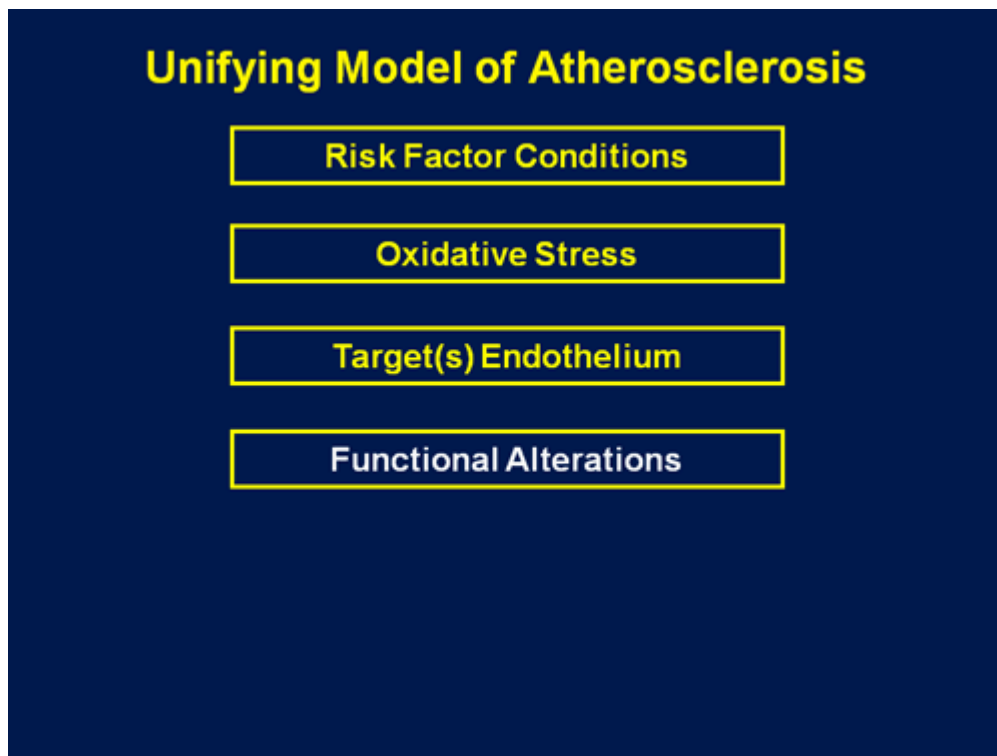 Unifying Model of Atherosclerosis
Risk Factor Conditions
Oxidative Stress
Target(s) Endothelium
Functional Alterations